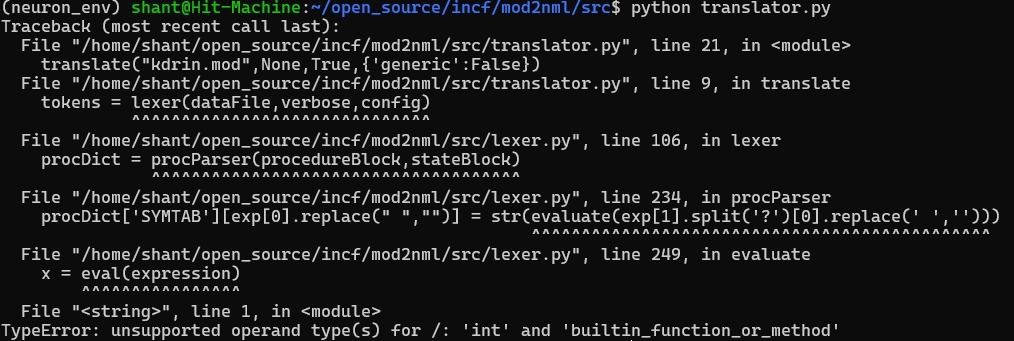 (neuron_env) shant@Hit-Machine:~/open_source/incf/mod2nml/src$ python translator.py
Traceback (most recent call last):
  File "/home/shant/open_source/incf/mod2nml/src/translator.py", line 21, in <module>
    translate("kdrin.mod",None,True,{'generic':False})
  File "/home/shant/open_source/incf/mod2nml/src/translator.py", line 9, in translate
    tokens = lexer(dataFile,verbose,config)
             ^^^^^^^^^^^^^^^^^^^^^^^^^^^^^^
  File "/home/shant/open_source/incf/mod2nml/src/lexer.py", line 106, in lexer
    procDict = procParser(procedureBlock,stateBlock)
               ^^^^^^^^^^^^^^^^^^^^^^^^^^^^^^^^^^^^^
  File "/home/shant/open_source/incf/mod2nml/src/lexer.py", line 234, in procParser
    procDict['SYMTAB'][exp[0].replace(" ","")] = str(evaluate(exp[1].split('?')[0].replace(' ','')))
                                                     ^^^^^^^^^^^^^^^^^^^^^^^^^^^^^^^^^^^^^^^^^^^^^^
  File "/home/shant/open_source/incf/mod2nml/src/lexer.py", line 249, in evaluate
    x = eval(expression)
        ^^^^^^^^^^^^^^^^
  File "<string>", line 1, in <module>
TypeError: unsupported operand type(s) for /: 'int' and 'builtin_function_or_method'